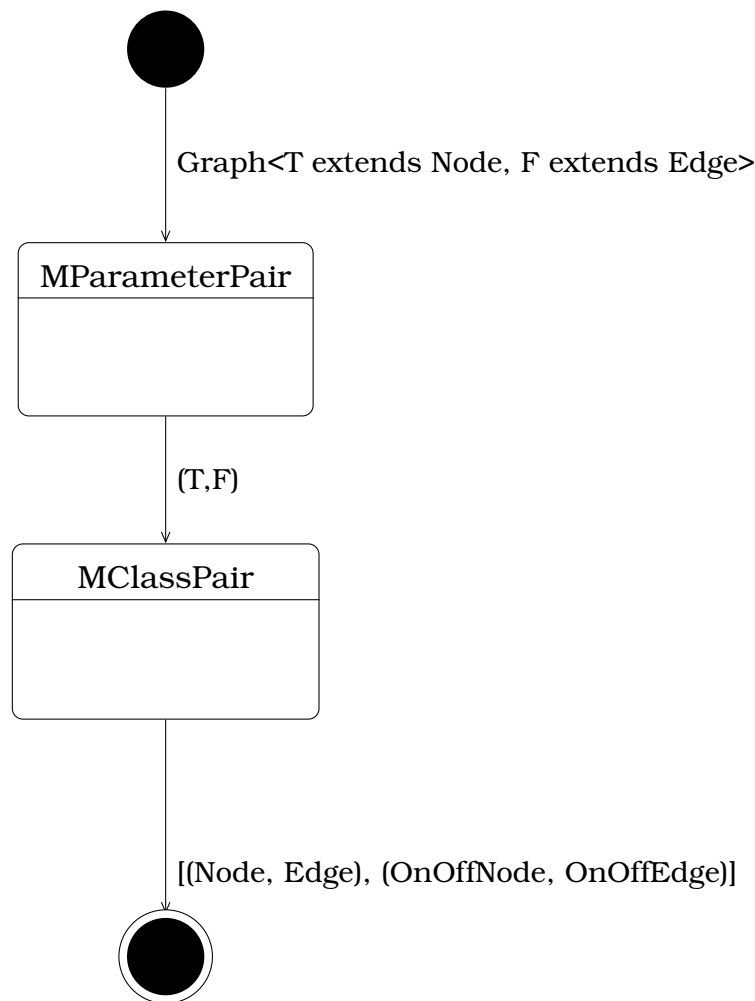 Graph<T extends Node, F extends Edge>
MParameterPair
(T,F)
MClassPair
[(Node, Edge), (OnOffNode, OnOffEdge)]